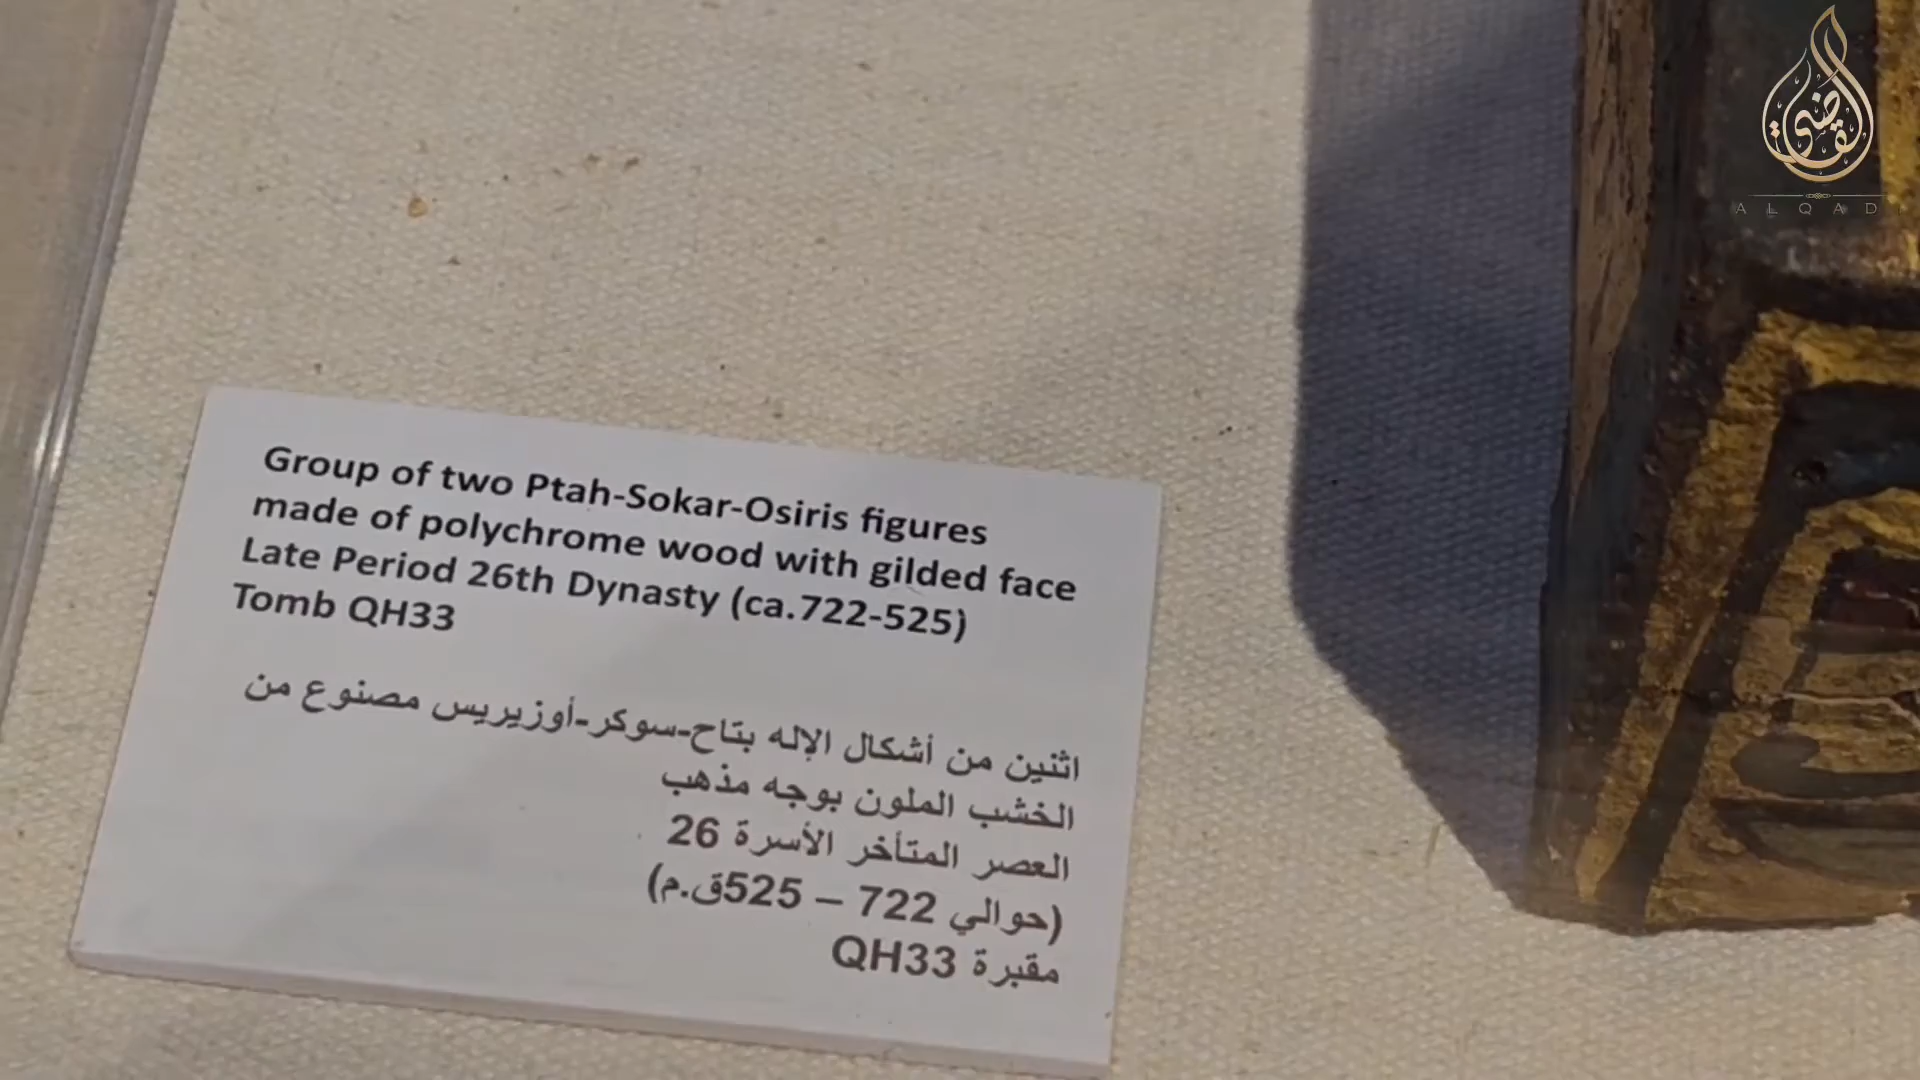 Group of two Ptah-Sokar-Osiris figures
made of polychrome wood with gilded face
Late Period 26th Dynasty (ca.722-525)
Tomb QH33
اثنين من أشكال الإله بتاح-سوكر-أوزيريس مصنوع من
الخشب الملون بوجه مذهب
العصر المتأخر الأسرة 26
(حوالي 722 – 525ق.م)
مقبرة QH33
القاضي
ALQAD